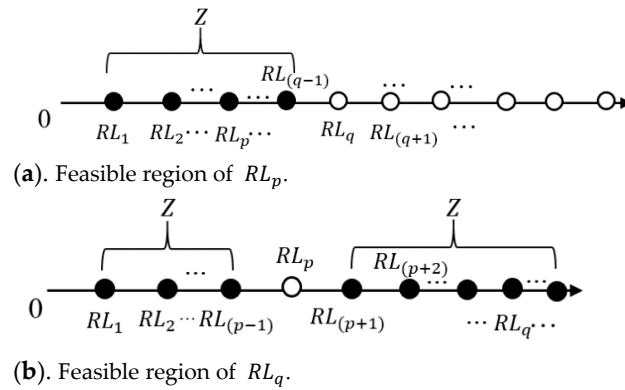 Z
RL(q−1)
⋯ ⋯ ⋯ ⋯
0
RL1 RL2⋯ RLp⋯ RLq RL(q+1) ⋯
(a). Feasible region of RLp.
Z Z
RLp
RL(p+2)
⋯ ⋯ ⋯
0
RL1 RL2 ⋯ RL(p−1) RL(p+1) ⋯ RLq⋯
(b). Feasible region of RLq.